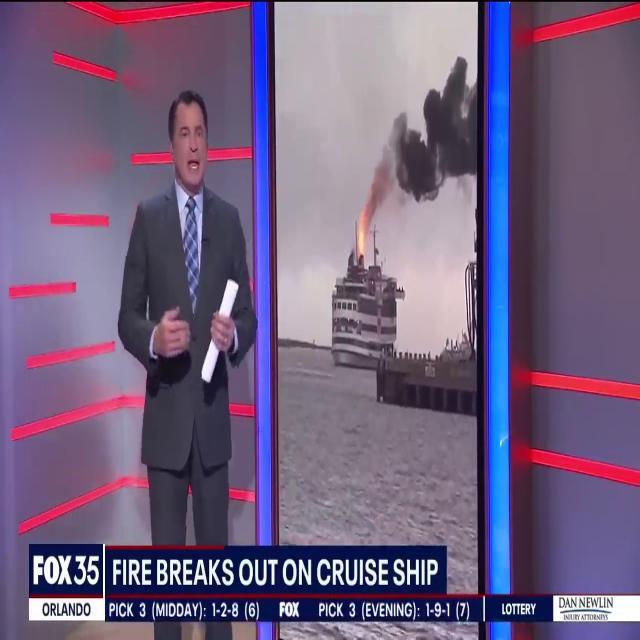 FOX 35 FIRE BREAKS OUT ON CRUISE SHIP
ORLANDO PICK 3 (MIDDAY): 1-2-8 (6) FOX PICK 3 (EVENING): 1-9-1 (7) LOTTERY DAN NEWLIN
INJURY ATTORNEYS